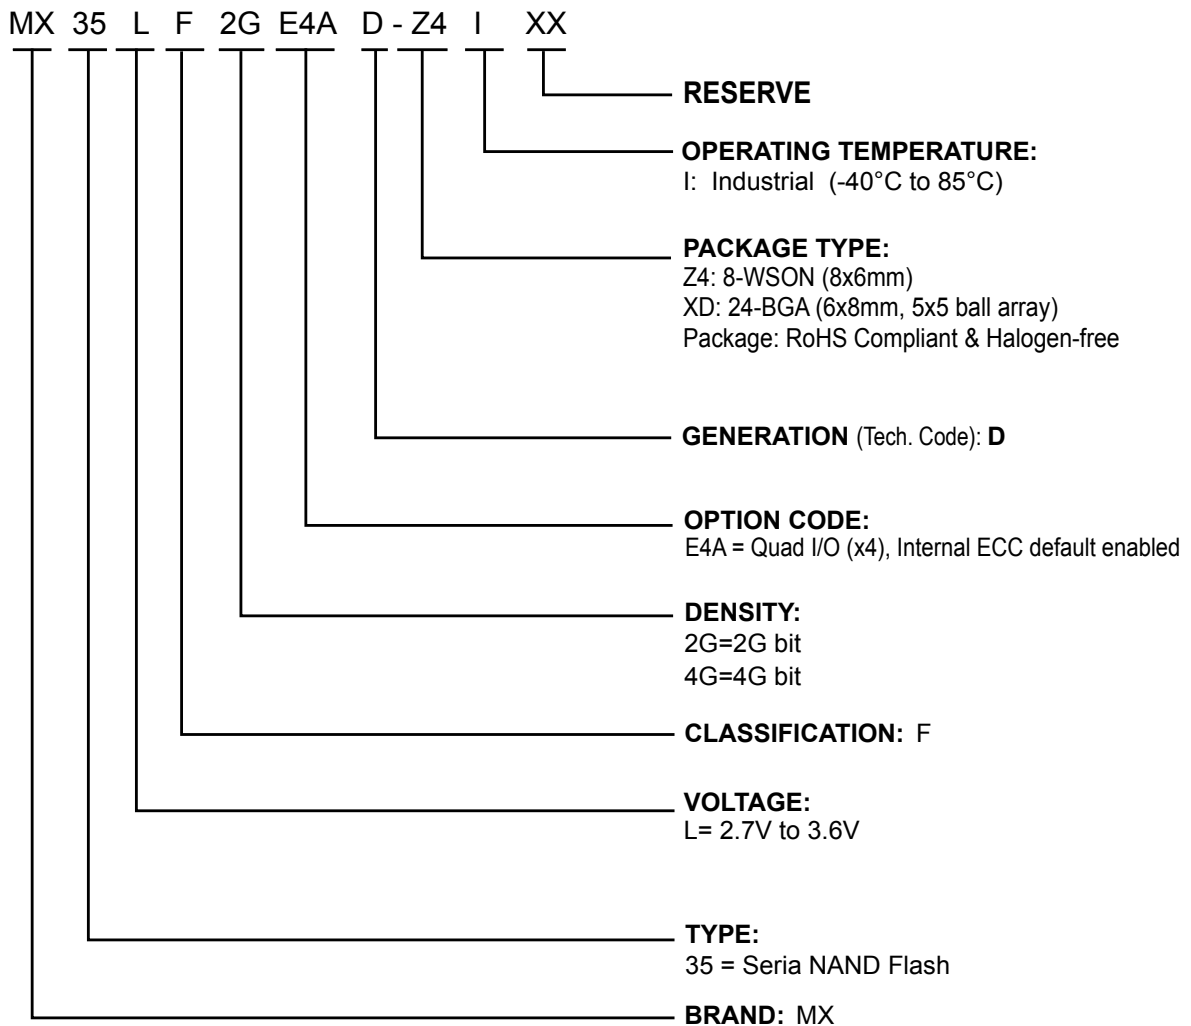 MX 35 L F 2G E4A D - Z4 I XX
RESERVE
OPERATING TEMPERATURE:
I: Industrial (-40°C to 85°C)
PACKAGE TYPE:
Z4: 8-WSON (8x6mm)
XD: 24-BGA (6x8mm, 5x5 ball array)
Package: RoHS Compliant & Halogen-free
GENERATION (Tech. Code): D
OPTION CODE:
E4A = Quad I/O (x4), Internal ECC default enabled
DENSITY:
2G=2G bit
4G=4G bit
CLASSIFICATION: F
VOLTAGE:
L= 2.7V to 3.6V
TYPE:
35 = Seria NAND Flash
BRAND: MX